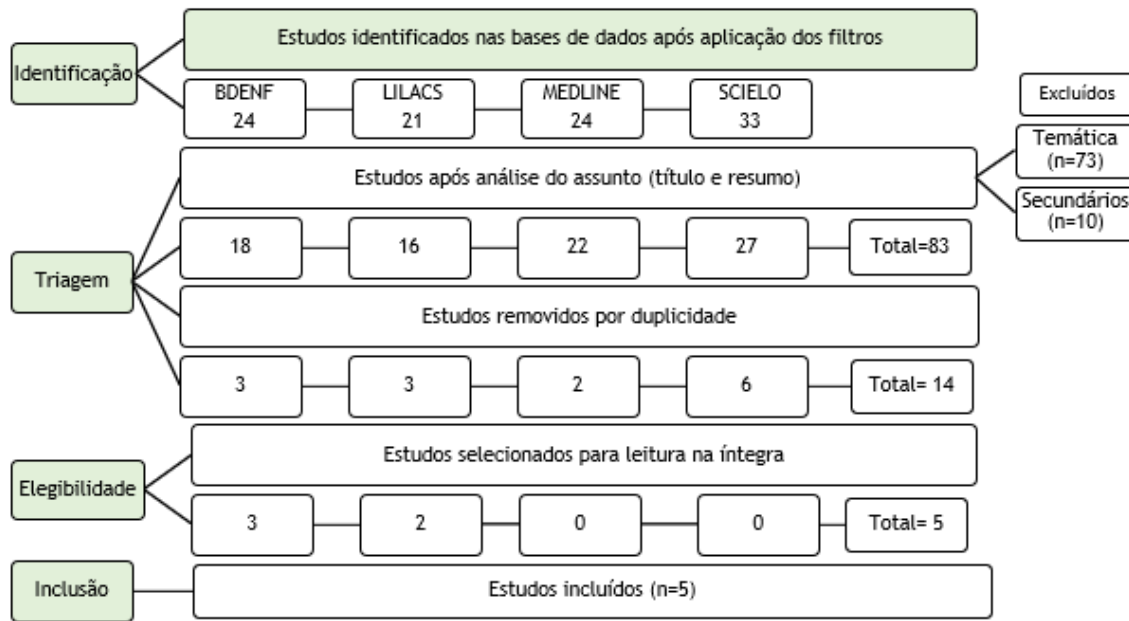 Identificação
Estudos identificados nas bases de dados após aplicação dos filtros
BDENF
24
LILACS
21
MEDLINE
24
SCIELO
33
Excluídos
Temática
(n=73)
Secundários
(n=10)
Triagem
Estudos após análise do assunto (título e resumo)
18
16
22
27
Total=83
Estudos removidos por duplicidade
3
3
2
6
Total= 14
Elegibilidade
Estudos selecionados para leitura na íntegra
3
2
0
0
Total= 5
Inclusão
Estudos incluídos (n=5)